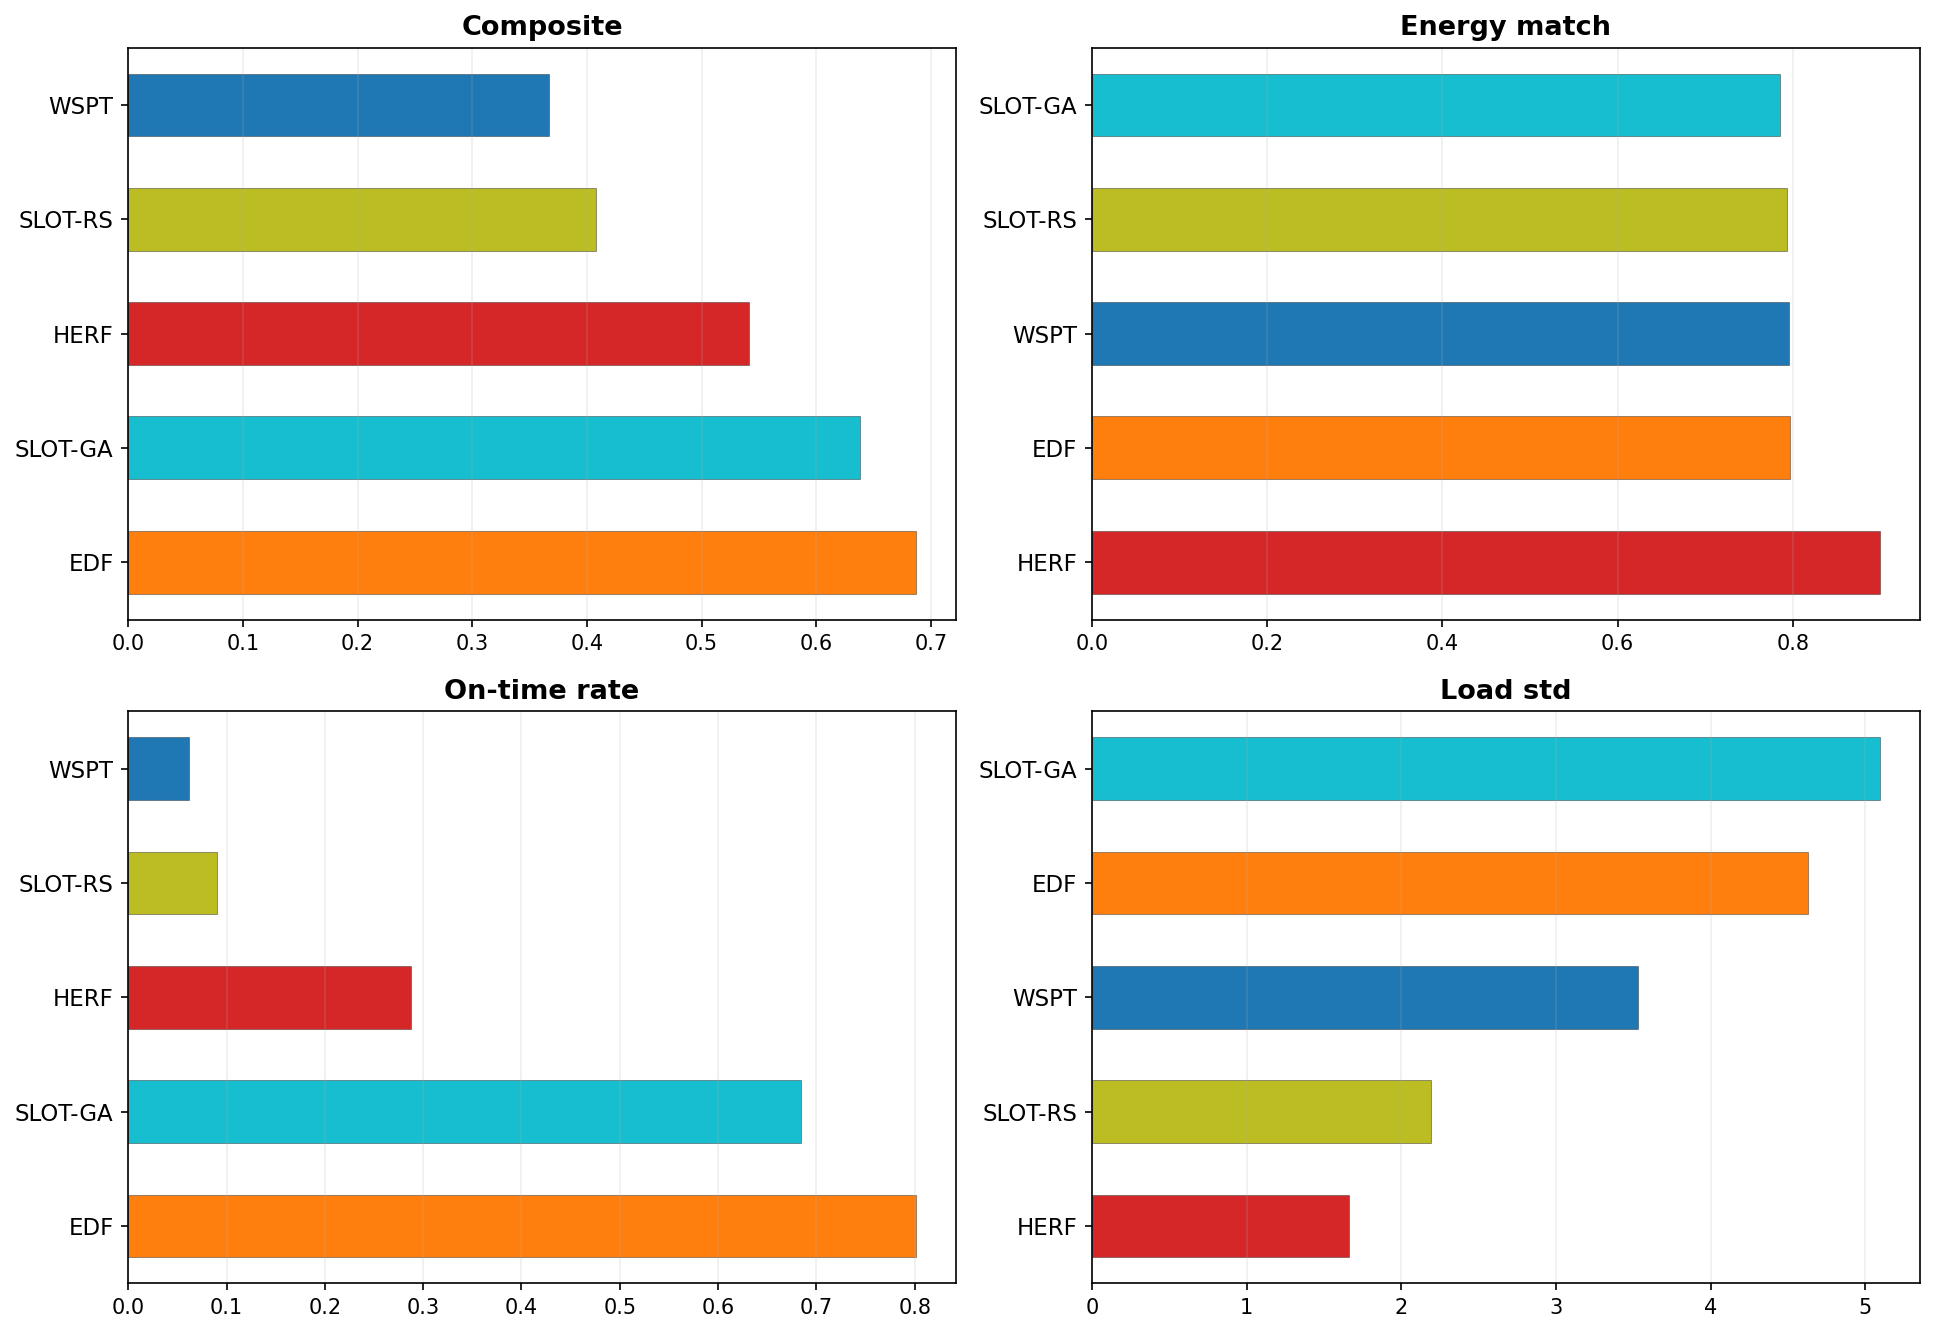 Composite
WSPT
SLOT-RS
HERF
SLOT-GA
EDF
0.0 0.1 0.2 0.3 0.4 0.5 0.6 0.7
Energy match
SLOT-GA
SLOT-RS
WSPT
EDF
HERF
0.0 0.2 0.4 0.6 0.8
On-time rate
WSPT
SLOT-RS
HERF
SLOT-GA
EDF
0.0 0.1 0.2 0.3 0.4 0.5 0.6 0.7 0.8
Load std
SLOT-GA
EDF
WSPT
SLOT-RS
HERF
0 1 2 3 4 5